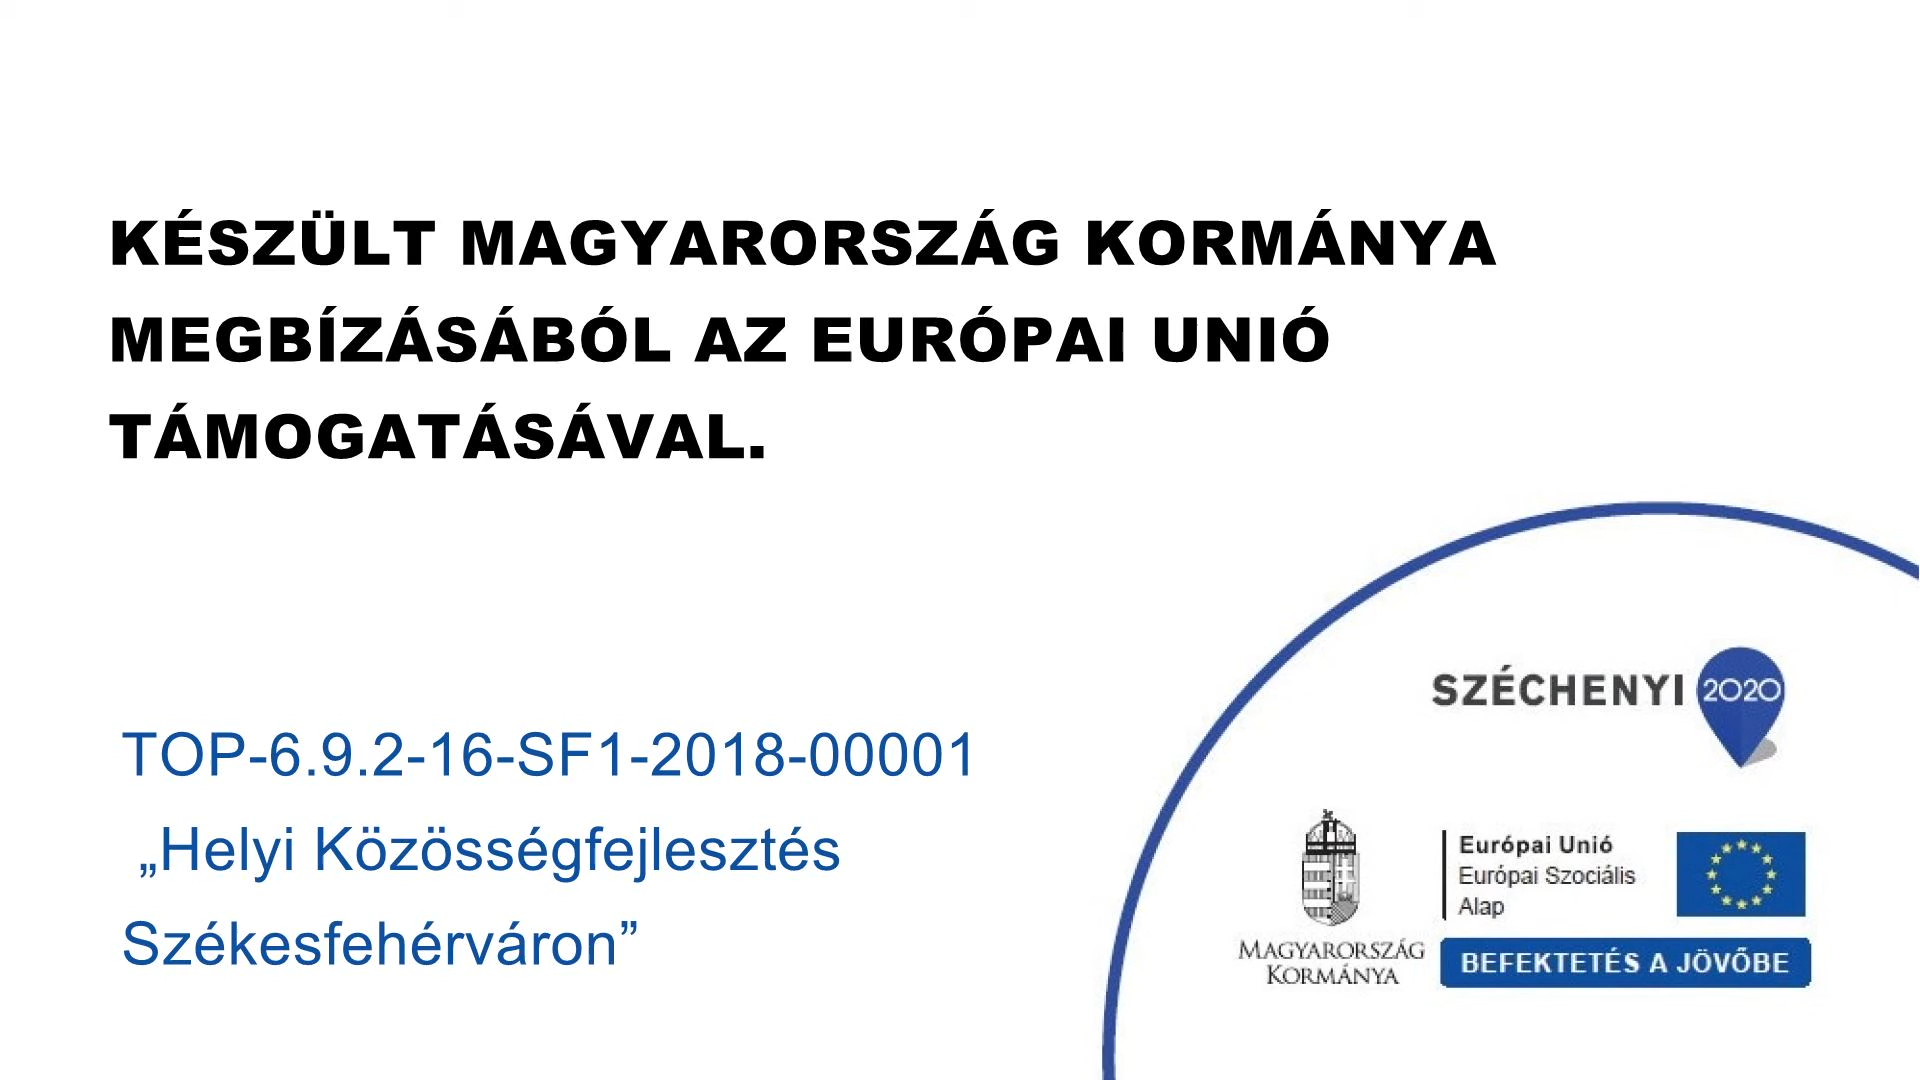 KÉSZÜLT MAGYARORSZÁG KORMÁNYA
MEGBÍZÁSÁBÓL AZ EURÓPAI UNIÓ
TÁMOGATÁSÁVAL.
TOP-6.9.2-16-SF1-2018-00001
„Helyi Közösségfejlesztés
Székesfehérváron”
SZÉCHENYI 2020
MAGYARORSZÁG
KORMÁNYA
Európai Unió
Európai Szociális
Alap
BEFEKTETÉS A JÖVŐBE